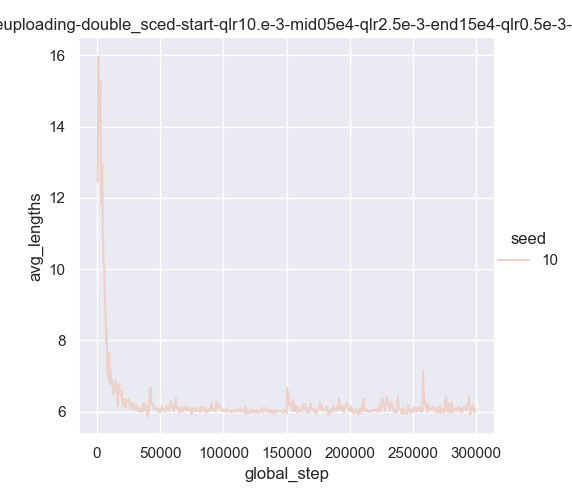 euploading-double_sced-start-qlr10.e-3-mid05e4-qlr2.5e-3-end15e4-qlr0.5e-3-
16
14
12
10
8
6
avg_lengths
0 50000 100000 150000 200000 250000 300000
global_step
seed
10